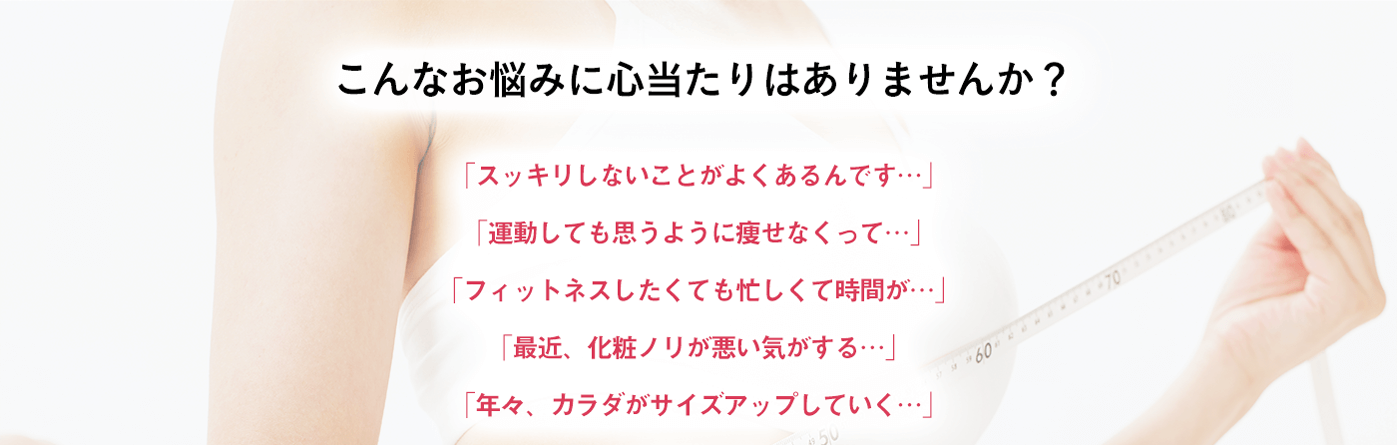 こんなお悩みに心当たりはありませんか？
「スッキリしないことがよくあるんです…」
「運動しても思うように痩せなくって…」
「フィットネスしたくても忙しくて時間が…」
「最近、化粧ノリが悪い気がする…」
「年々、カラダがサイズアップしていく…」
80
70
60
50